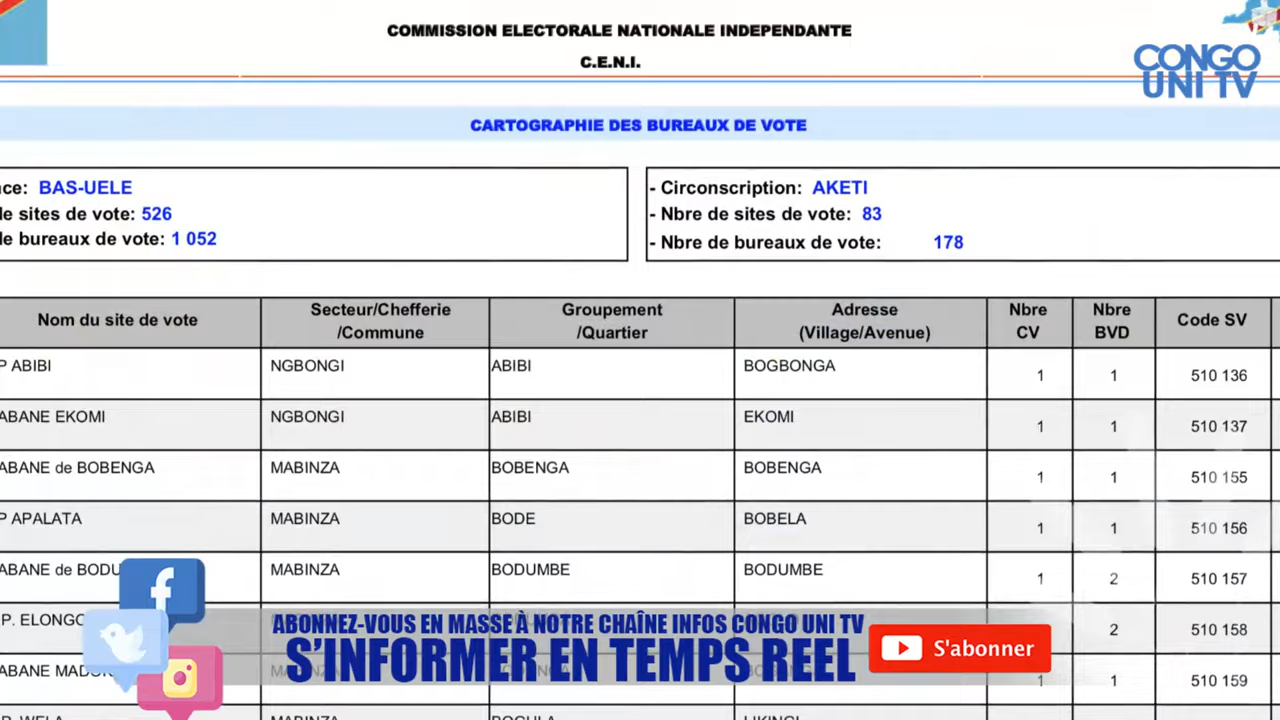 COMMISSION ELECTORALE NATIONALE INDEPENDANTE
C.E.N.I.
CONGO
UNI TV
CARTOGRAPHIE DES BUREAUX DE VOTE
ce: BAS-UELE
e sites de vote: 526
e bureaux de vote: 1 052
- Circonscription: AKETI
- Nbre de sites de vote: 83
- Nbre de bureaux de vote: 178
Nom du site de vote Secteur/Chefferie /Commune Groupement /Quartier Adresse (Village/Avenue) Nbre CV Nbre BVD Code SV
P ABIBI NGBONGI ABIBI BOGBONGA 1 1 510 136
ABANE EKOMI NGBONGI ABIBI EKOMI 1 1 510 137
ABANE de BOBENGA MABINZA BOBENGA BOBENGA 1 1 510 155
P APALATA MABINZA BODE BOBELA 1 1 510 156
ABANE de BODU MABINZA BODUMBE BODUMBE 1 2 510 157
P. ELONGO 2 510 158
ABANE 1 1 510 159
P. WELA MABINZA BOGULA LIKINGI
ABONNEZ-VOUS EN MASSE À NOTRE CHAÎNE INFOS CONGO UNI TV
S'INFORMER EN TEMPS REEL
S'abonner